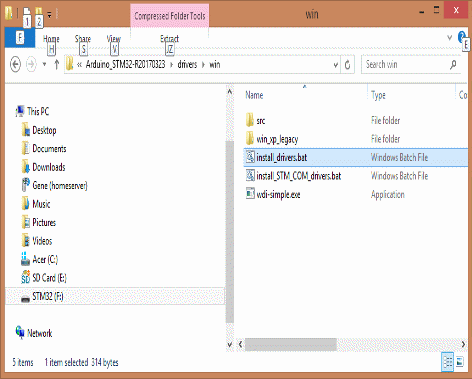 Compressed Folder Tools
win
1
2
F
Home
Share
View
Extract
H
S
V
JZ
E
« Arduino_STM32-R20170323 › drivers › win
Search win
Name
Type
Co
This PC
Desktop
Documents
Downloads
Gene (homeserver)
Music
Pictures
Videos
Acer (C:)
SD Card (E:)
STM32 (F:)
Network
src
File folder
win_xp_legacy
File folder
install_drivers.bat
Windows Batch File
install_STM_COM_drivers.bat
Windows Batch File
wdi-simple.exe
Application
5 items
1 item selected 314 bytes